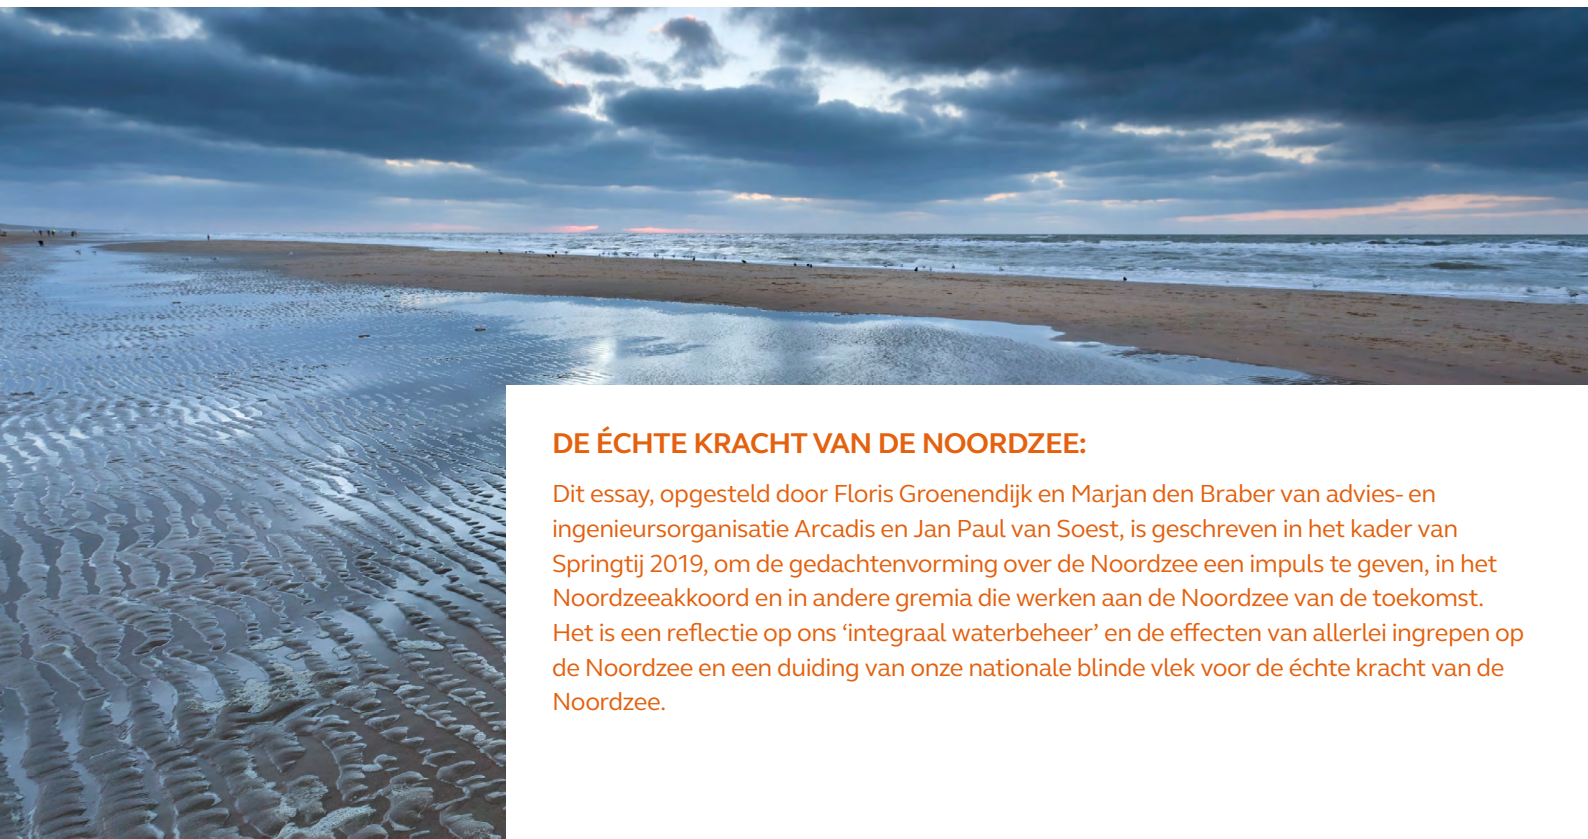 DE ÉCHTE KRACHT VAN DE NOORDZEE:
Dit essay, opgesteld door Floris Groenendijk en Marjan den Braber van advies- en
ingenieursorganisatie Arcadis en Jan Paul van Soest, is geschreven in het kader van
Springtij 2019, om de gedachtenvorming over de Noordzee een impuls te geven, in het
Noordzeeakkoord en in andere gremia die werken aan de Noordzee van de toekomst.
Het is een reflectie op ons ‘integraal waterbeheer’ en de effecten van allerlei ingrepen op
de Noordzee en een duiding van onze nationale blinde vlek voor de échte kracht van de
Noordzee.